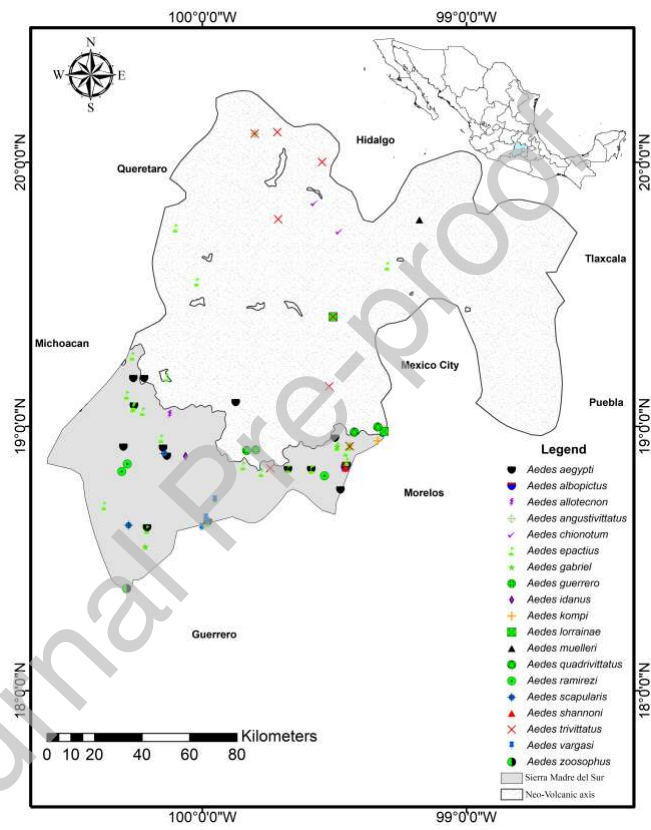 100°0'0"W 99°0'0"W
N
W E
S
Hidalgo
Queretaro
20°0'0"N 20°0'0"N
Tlaxcala
Michoacan
Mexico City
Puebla
19°0'0"N 19°0'0"N
Morelos
Guerrero
18°0'0"N 18°0'0"N
Legend
Aedes aegypti
Aedes albopictus
Aedes allotecnon
Aedes angustivittatus
Aedes chionotum
Aedes epactius
Aedes gabriel
Aedes guerrero
Aedes idanus
Aedes kompi
Aedes lorrainae
Aedes muelleri
Aedes quadrivittatus
Aedes ramirezi
Aedes scapularis
Aedes shannoni
Aedes trivittatus
Aedes vargasi
Aedes zoosophus
Sierra Madre del Sur
Neo-Volcanic axis
Kilometers
0 10 20 40 60 80
100°0'0"W 99°0'0"W
Pre-proof